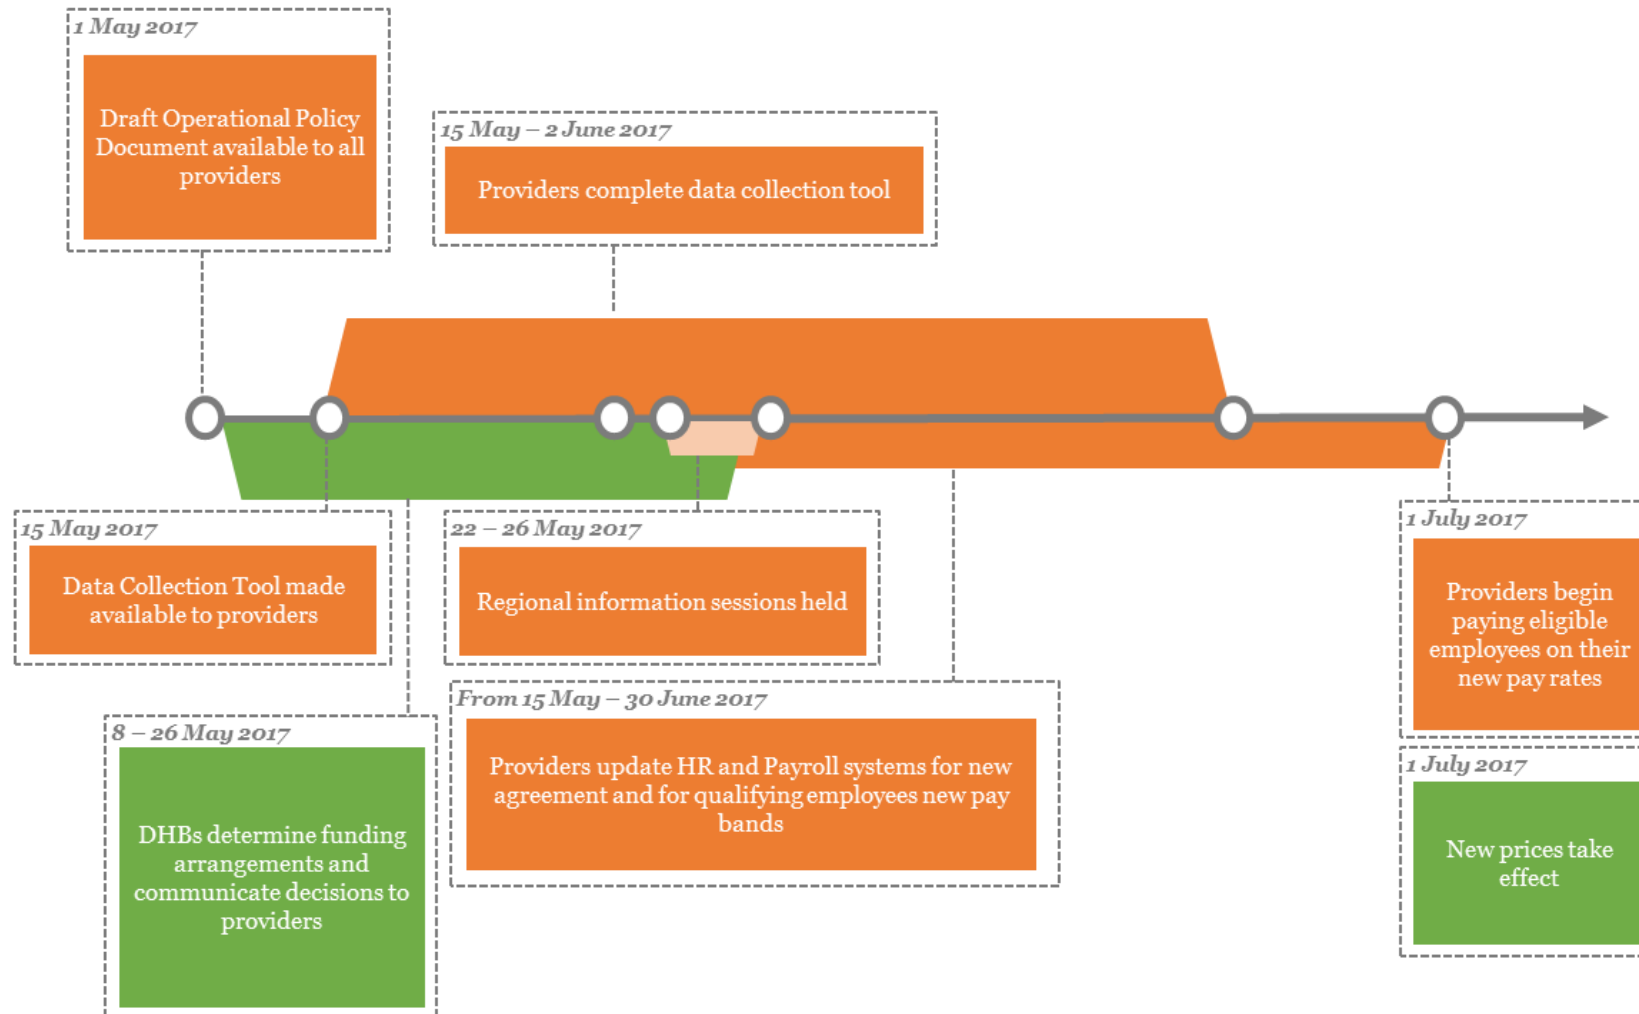 1 May 2017
Draft Operational Policy
Document available to all
providers
15 May – 2 June 2017
Providers complete data collection tool
15 May 2017
Data Collection Tool made
available to providers
22 – 26 May 2017
Regional information sessions held
1 July 2017
Providers begin
paying eligible
employees on their
new pay rates
8 – 26 May 2017
DHBs determine funding
arrangements and
communicate decisions to
providers
From 15 May – 30 June 2017
Providers update HR and Payroll systems for new
agreement and for qualifying employees new pay
bands
1 July 2017
New prices take
effect